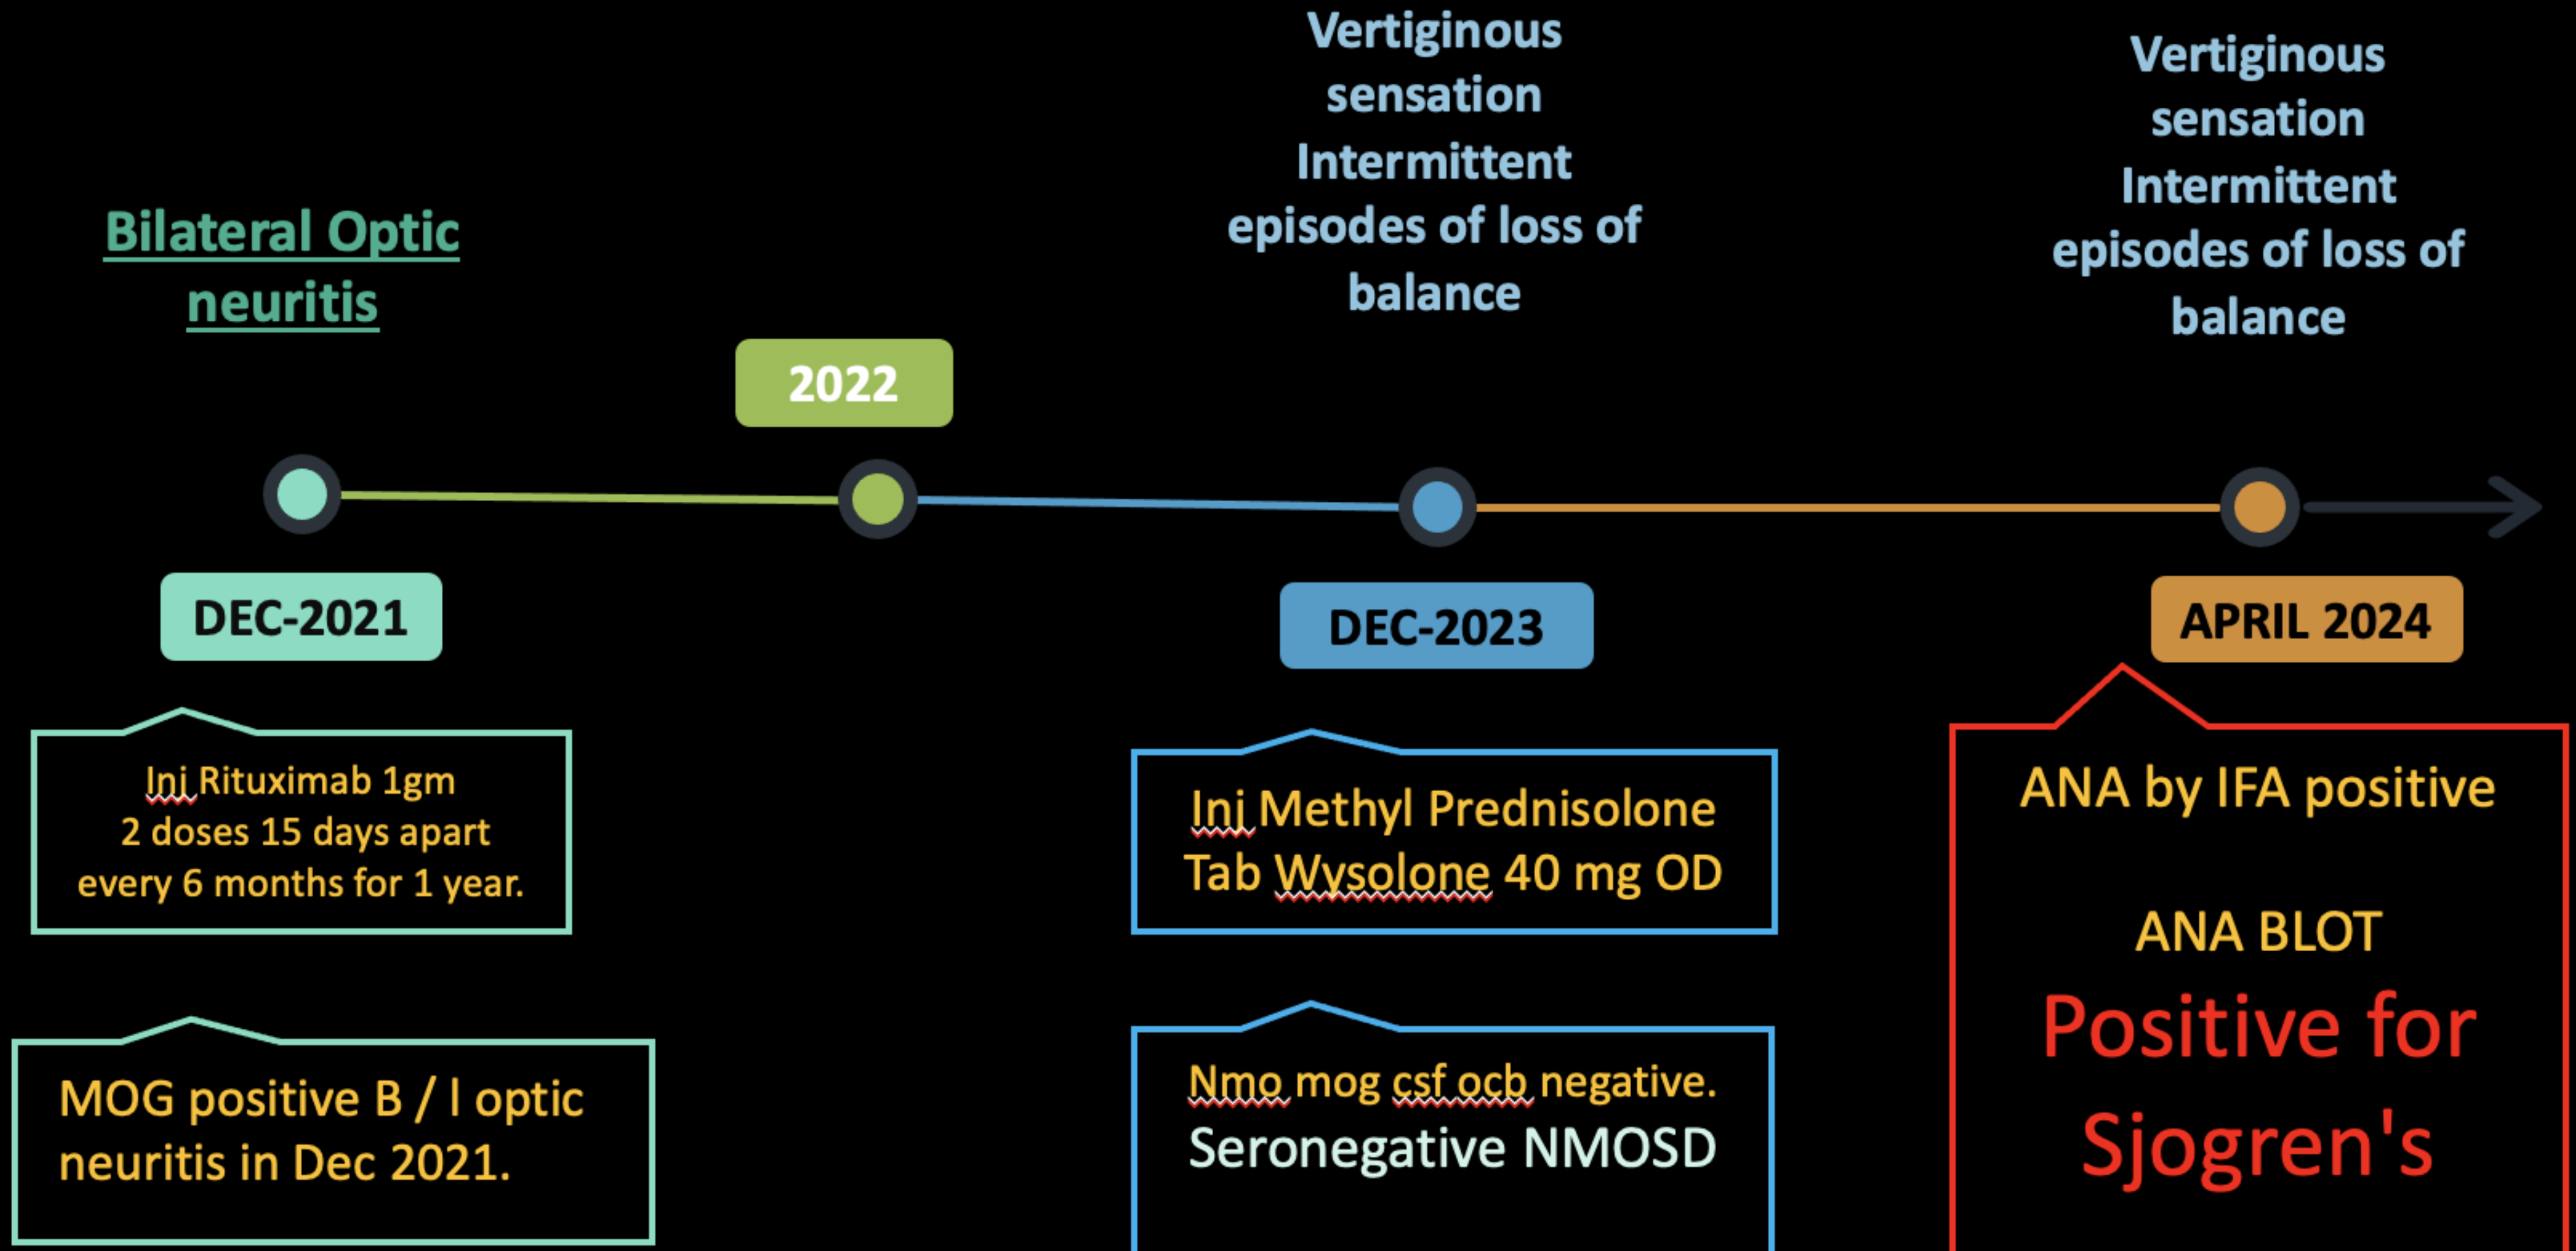 Bilateral Optic
neuritis
DEC-2021
Inj Rituximab 1gm
2 doses 15 days apart
every 6 months for 1 year.
MOG positive B / l optic
neuritis in Dec 2021.
2022
Vertiginous
sensation
Intermittent
episodes of loss of
balance
DEC-2023
Inj Methyl Prednisolone
Tab Wysolone 40 mg OD
Nmo mog csf ocb negative.
Seronegative NMOSD
Vertiginous
sensation
Intermittent
episodes of loss of
balance
APRIL 2024
ANA by IFA positive
ANA BLOT
Positive for
Sjogren's